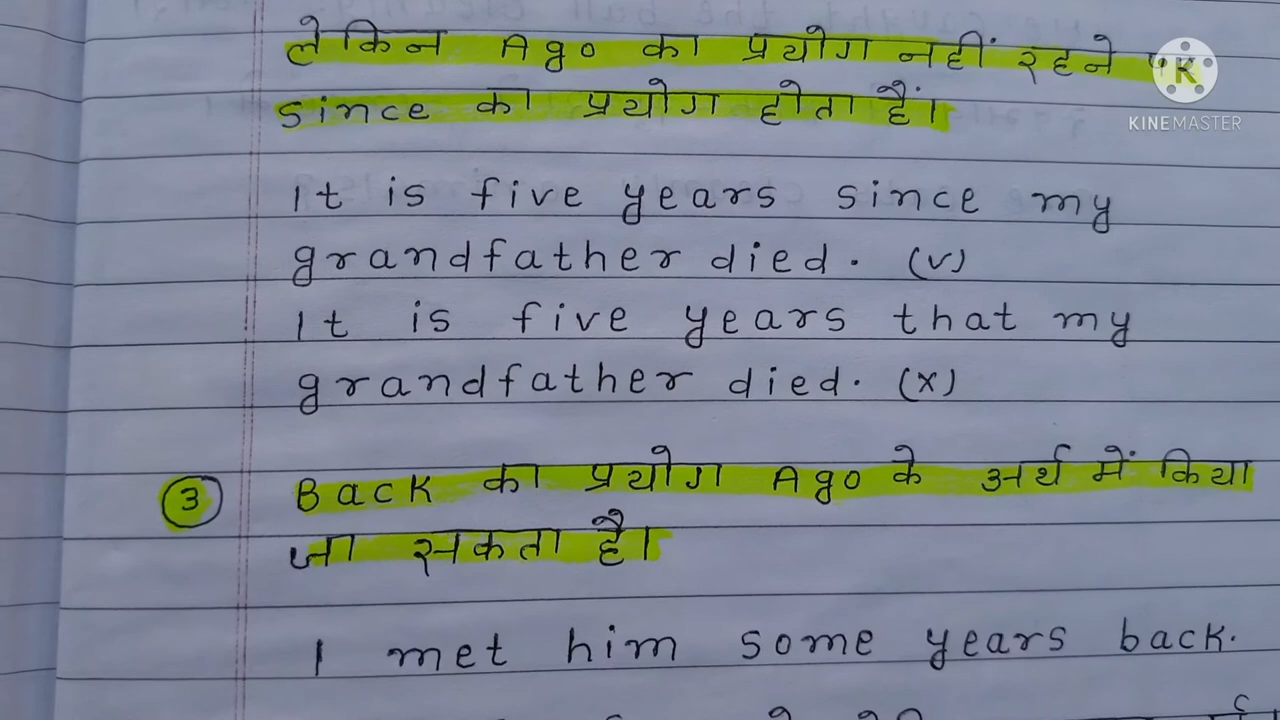 लेकिन Ago का प्रयोग नहीं रहने पर
K
KINEMASTER
since का प्रयोग होता हैं।
It is five years since my
grandfather died. (v)
It is five years that my
grandfather died. (x)
3 Back का प्रयोग Ago के अर्थ में किया
जा सकता है।
I met him some years back.